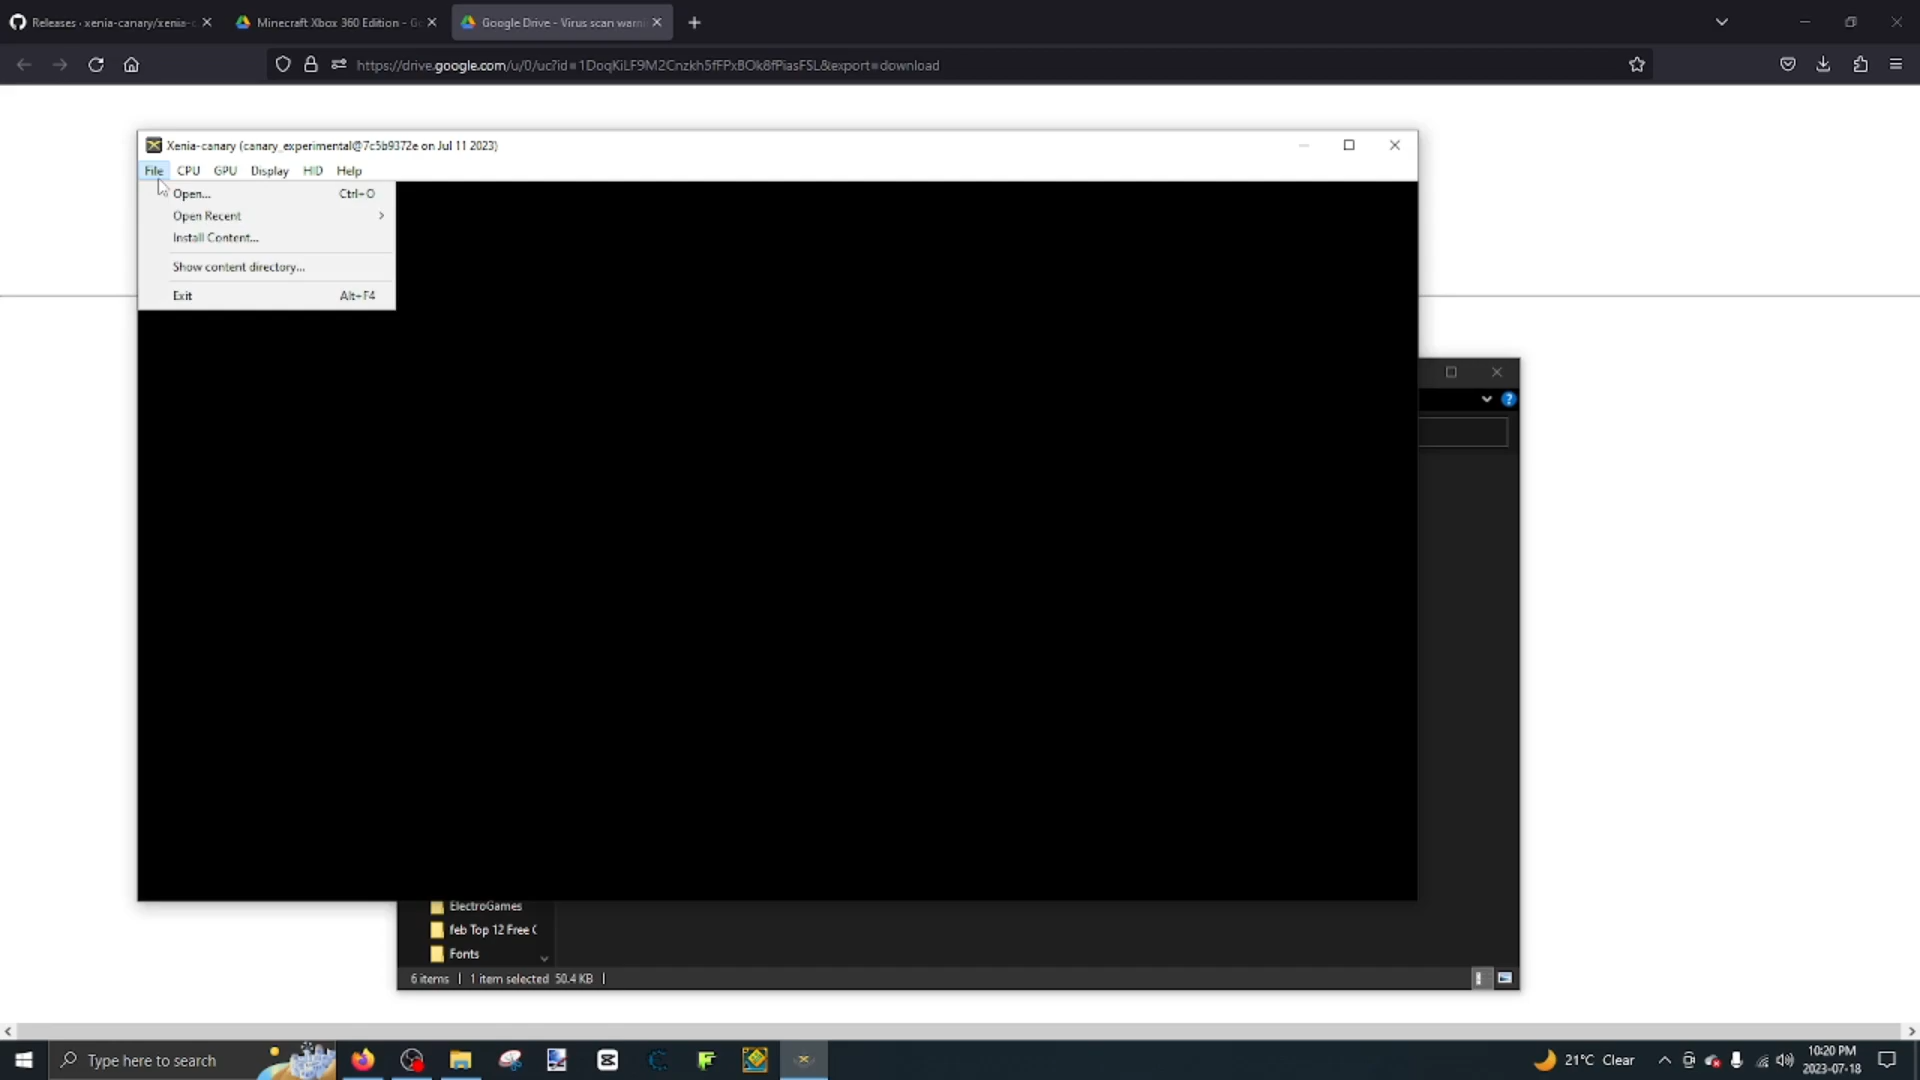 Releases · xenia-canary/xenia-c
Minecraft Xbox 360 Edition - Go
Google Drive - Virus scan warni
https://drive.google.com/u/0/uc?id=1DoqKiLF9M2Cnzkh5fFPxBOk8fPiasFSL&export=download
Xenia-canary (canary_experimental@7c5b9372e on Jul 11 2023)
File CPU GPU Display HID Help
Open... Ctrl+O
Open Recent
Install Content...
Show content directory...
Exit Alt+F4
ElectroGames
feb Top 12 Free
Fonts
6 items 1 item selected 50.4 KB
Type here to search
21°C Clear
10:20 PM
2023-07-18